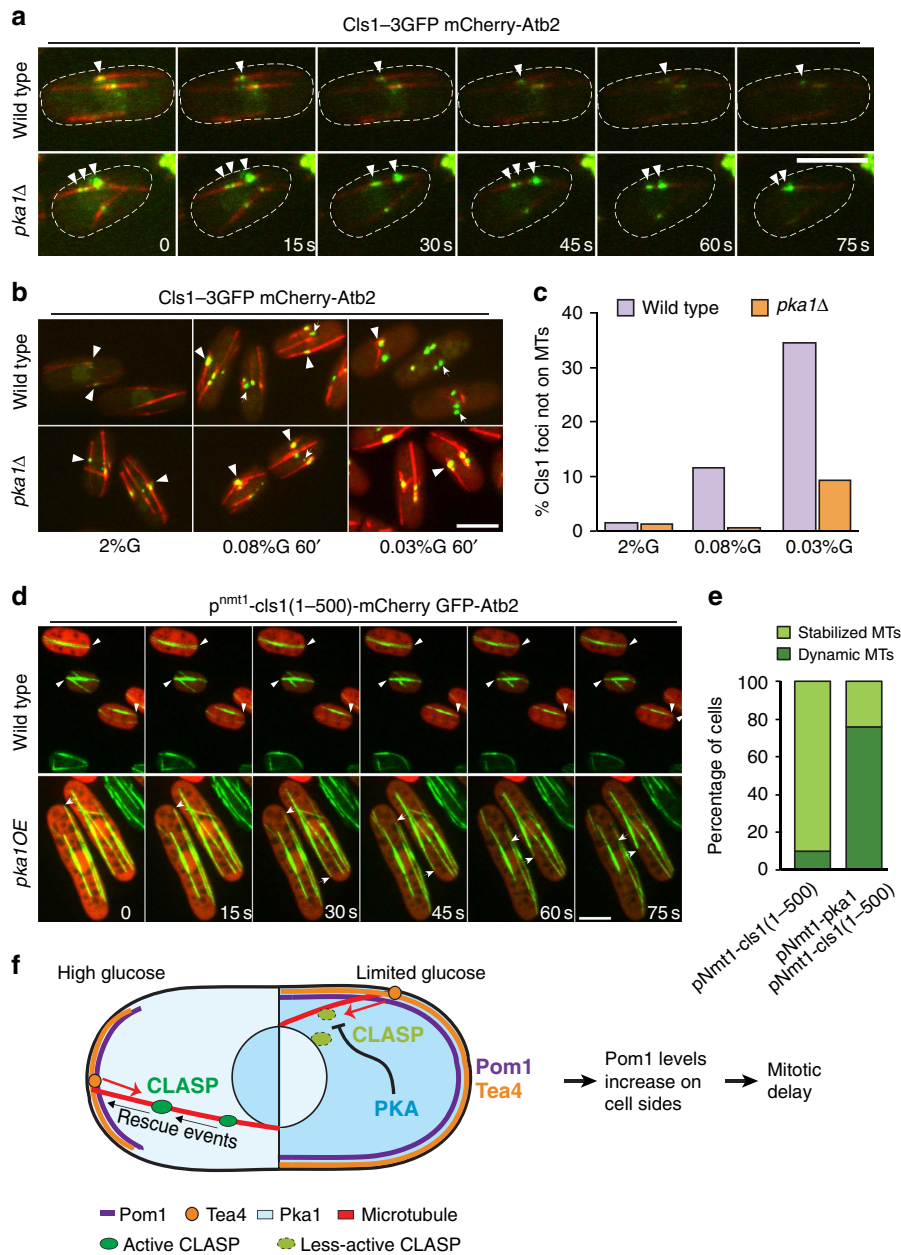 a
Cls1–3GFP mCherry-Atb2
Wild type
pka1Δ
0
15 s
30 s
45 s
60 s
75 s
b
Cls1–3GFP mCherry-Atb2
Wild type
pka1Δ
2%G
0.08%G 60′
0.03%G 60′
c
Wild type
pka1Δ
% Cls1 foci not on MTs
40
30
20
10
0
2%G
0.08%G
0.03%G
d
pnmt1-cls1(1–500)-mCherry GFP-Atb2
Wild type
pka1OE
0
15 s
30 s
45 s
60 s
75 s
e
Stabilized MTs
Dynamic MTs
Percentage of cells
100
80
60
40
20
0
pNmt1-cls1(1–500)
pNmt1-pka1
pNmt1-cls1(1–500)
f
High glucose
Limited glucose
CLASP
Rescue events
CLASP
PKA
Pom1
Tea4
Pom1 levels
increase on
cell sides
Mitotic
delay
Pom1
Tea4
Pka1
Microtubule
Active CLASP
Less-active CLASP